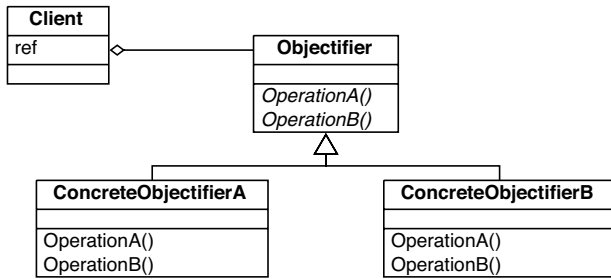 Client
ref
Objectifier
OperationA()
OperationB()
ConcreteObjectifierA
OperationA()
OperationB()
ConcreteObjectifierB
OperationA()
OperationB()